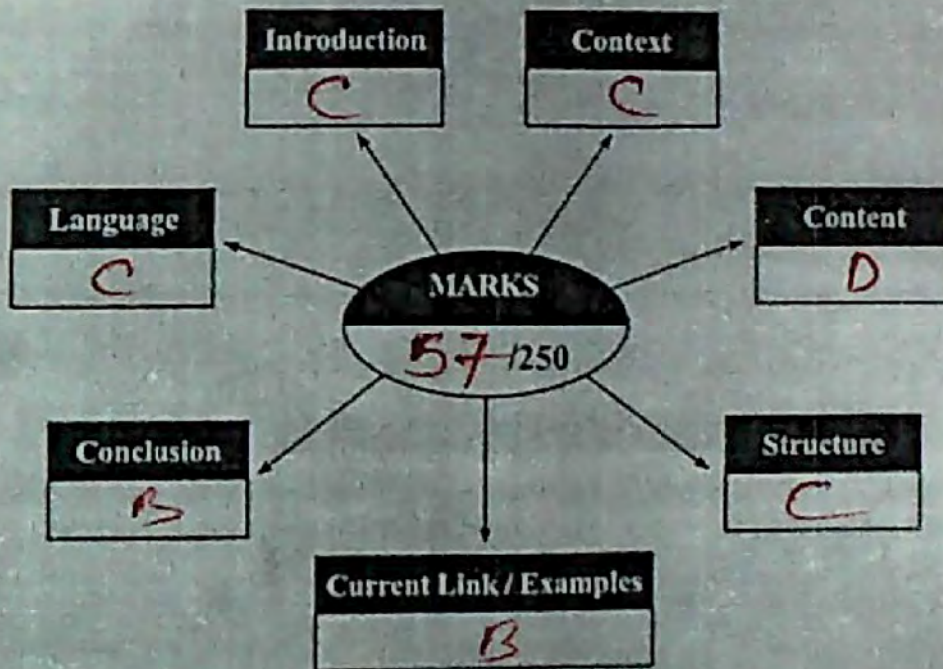 Introduction
C
Context
C
Language
C
Content
D
MARKS
57/250
Conclusion
B
Structure
C
Current Link / Examples
B